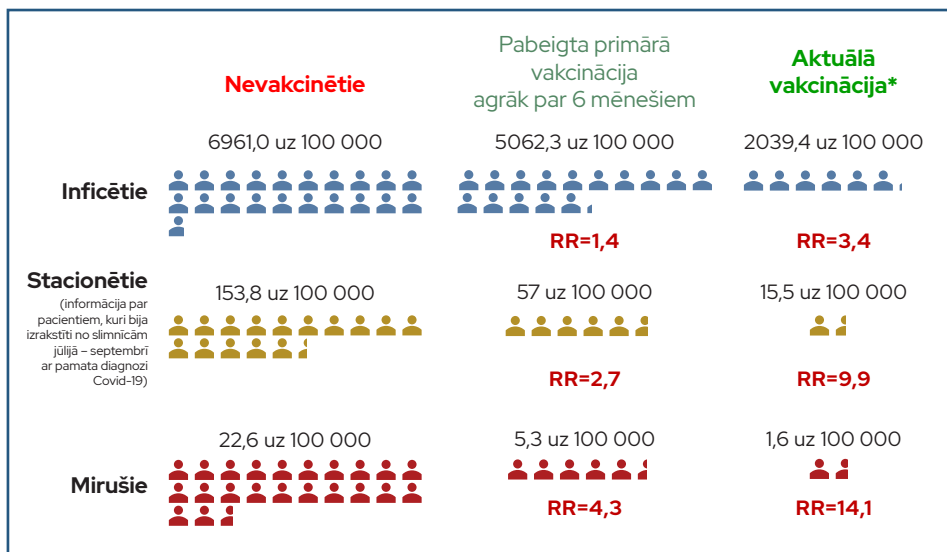 Nevakcinētie
Pabeigta primārā
vakcinācija
agrāk par 6 mēnešiem
Aktuālā
vakcinācija*
Inficētie
6961,0 uz 100 000
5062,3 uz 100 000
2039,4 uz 100 000
RR=1,4
RR=3,4
Stacionētie
(informācija par
pacientiem, kuri bija
izrakstīti no slimnīcām
jūlijā – septembrī
ar pamata diagnozi
Covid-19)
153,8 uz 100 000
57 uz 100 000
15,5 uz 100 000
RR=2,7
RR=9,9
Mirušie
22,6 uz 100 000
5,3 uz 100 000
1,6 uz 100 000
RR=4,3
RR=14,1